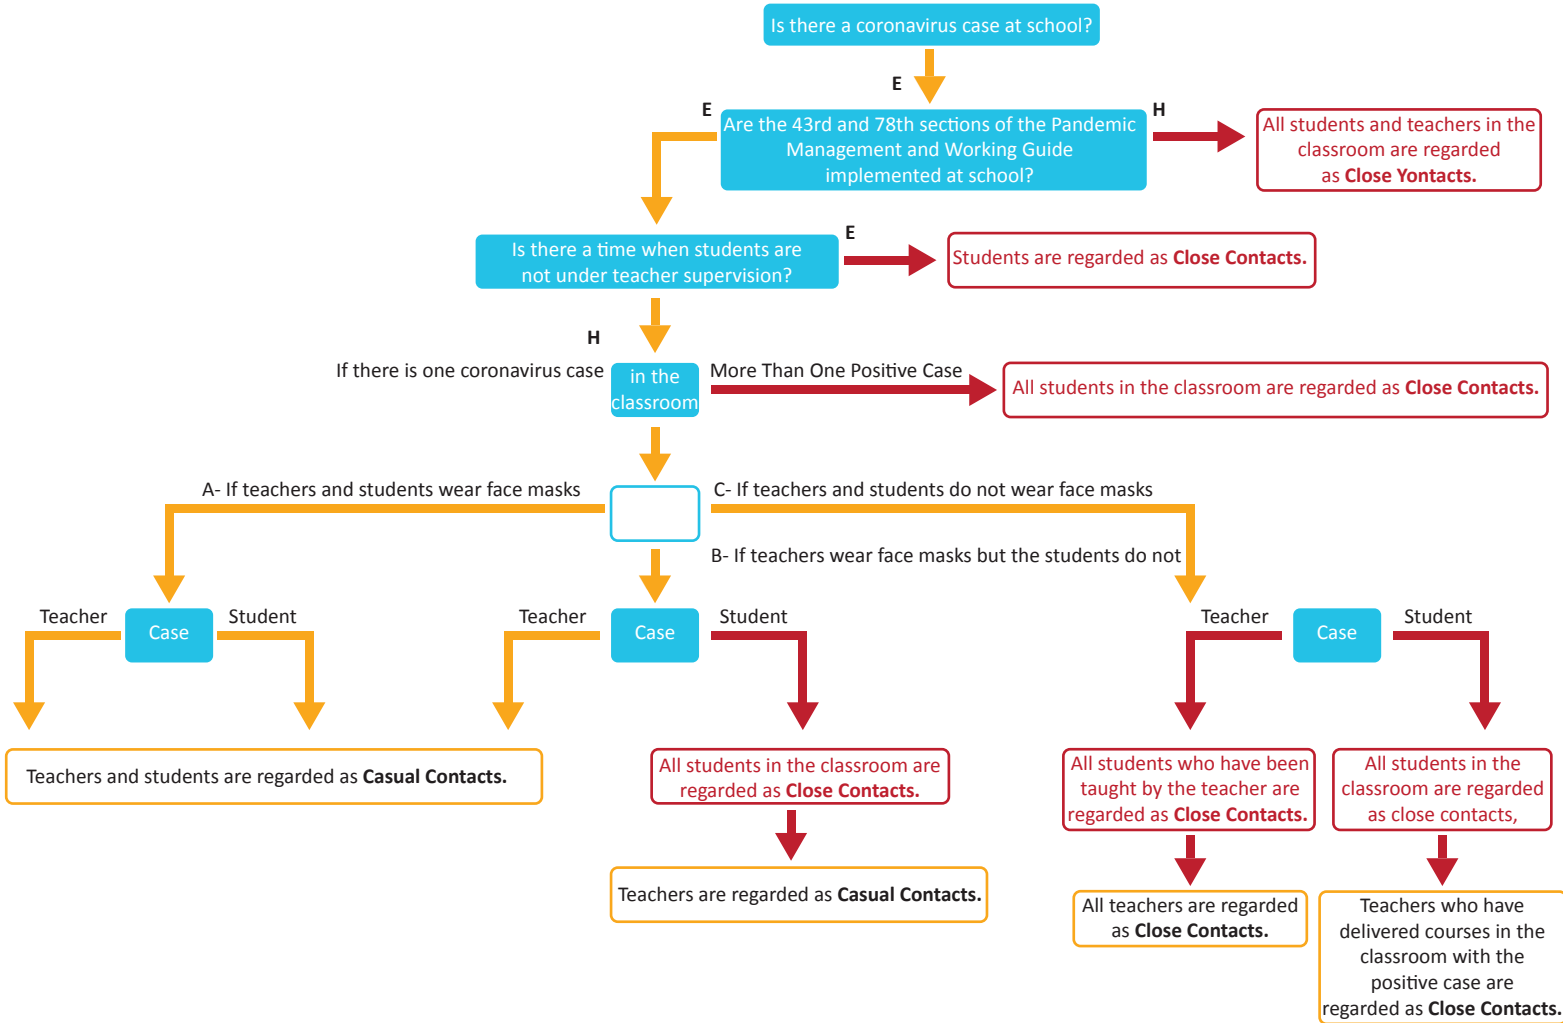 Is there a coronavirus case at school?
E
E
H
Are the 43rd and 78th sections of the Pandemic
Management and Working Guide
implemented at school?
All students and teachers in the
classroom are regarded
as Close Yontacts.
Is there a time when students are
not under teacher supervision?
E
Students are regarded as Close Contacts.
H
If there is one coronavirus case
in the
classroom
More Than One Positive Case
All students in the classroom are regarded as Close Contacts.
A- If teachers and students wear face masks
C- If teachers and students do not wear face masks
B- If teachers wear face masks but the students do not
Teacher
Case
Student
Teacher
Case
Student
Teacher
Case
Student
Teachers and students are regarded as Casual Contacts.
All students in the classroom are
regarded as Close Contacts.
Teachers are regarded as Casual Contacts.
All students who have been
taught by the teacher are
regarded as Close Contacts.
All teachers are regarded
as Close Contacts.
All students in the
classroom are regarded
as close contacts,
Teachers who have
delivered courses in the
classroom with the
positive case are
regarded as Close Contacts.